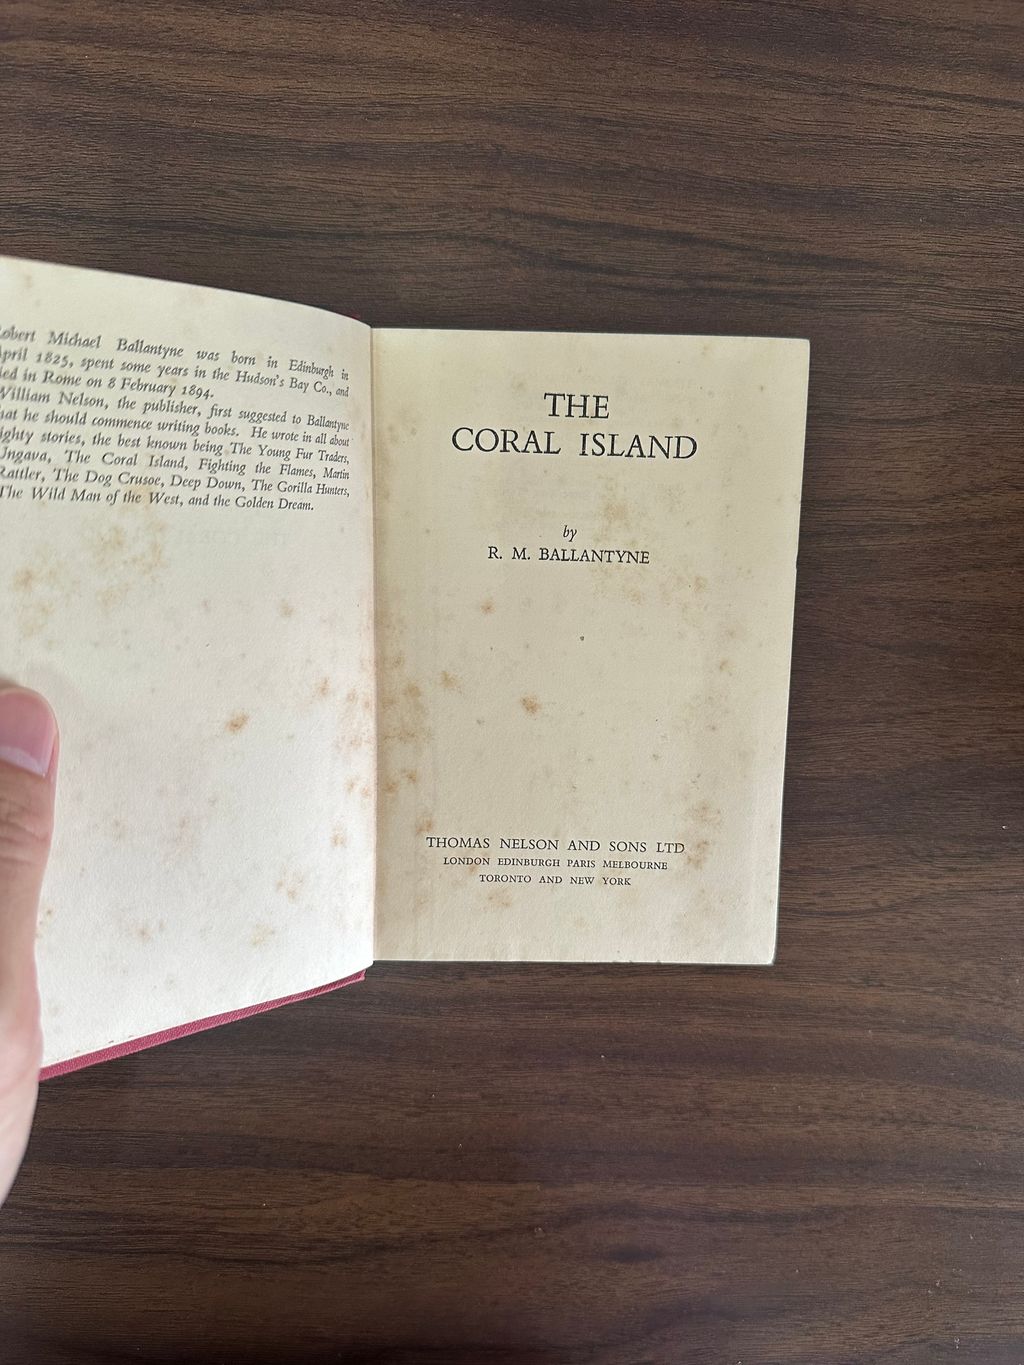 obert Michael Ballantyne was born in Edinburgh in
pril 1825, spent some years in the Hudson's Bay Co., and
ied in Rome on 8 February 1894.
William Nelson, the publisher, first suggested to Ballantyne
hat he should commence writing books. He wrote in all about
ighty stories, the best known being The Young Fur Traders,
Ungava, The Coral Island, Fighting the Flames, Martin
Rattler, The Dog Crusoe, Deep Down, The Gorilla Hunters,
The Wild Man of the West, and the Golden Dream.
THE
CORAL ISLAND
by
R. M. BALLANTYNE
THOMAS NELSON AND SONS LTD
LONDON EDINBURGH PARIS MELBOURNE
TORONTO AND NEW YORK